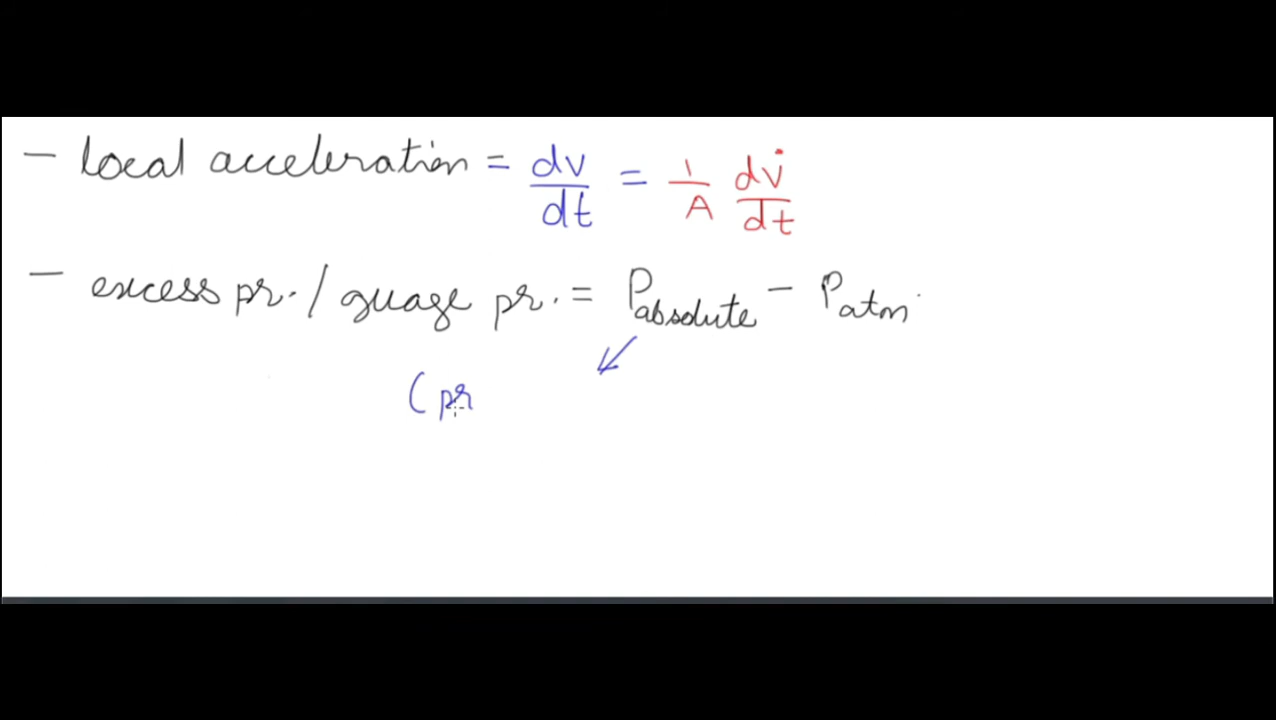 - local acceleration = dv/dt = 1/A dv̇/dt
- excess pr. / guage pr. = Pabsolute - Patm
(pr